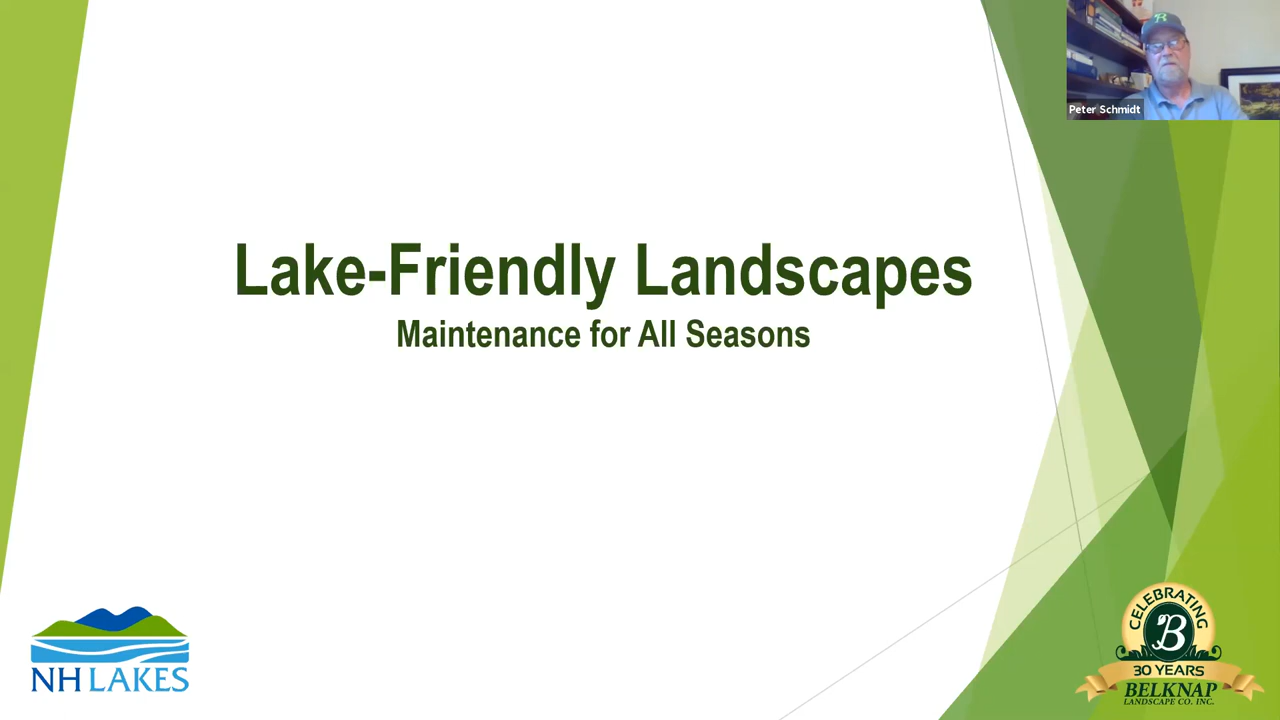 Peter Schmidt
Lake-Friendly Landscapes
Maintenance for All Seasons
NH LAKES
CELEBRATING
B
30 YEARS
BELKNAP
LANDSCAPE CO. INC.